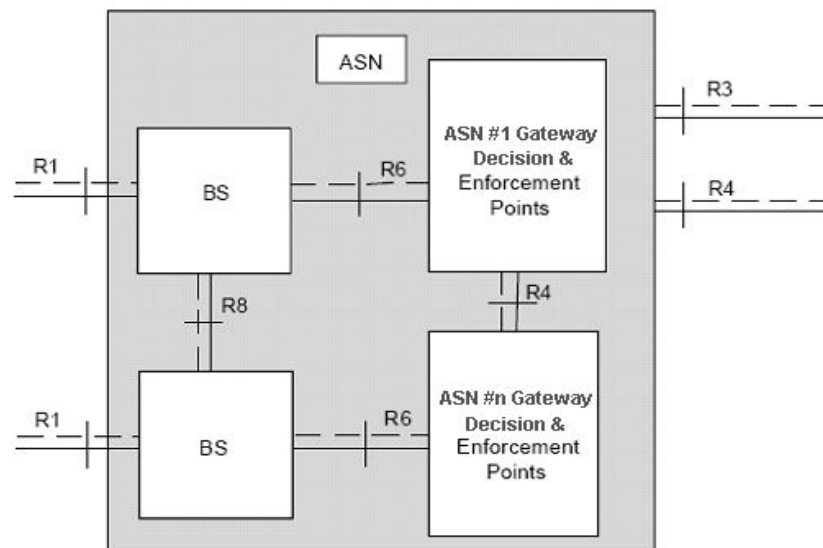 ASN
R3
ASN #1 Gateway
Decision &
Enforcement
Points
R1
BS
R6
R4
R8
R4
R1
BS
R6
ASN #n Gateway
Decision &
Enforcement
Points